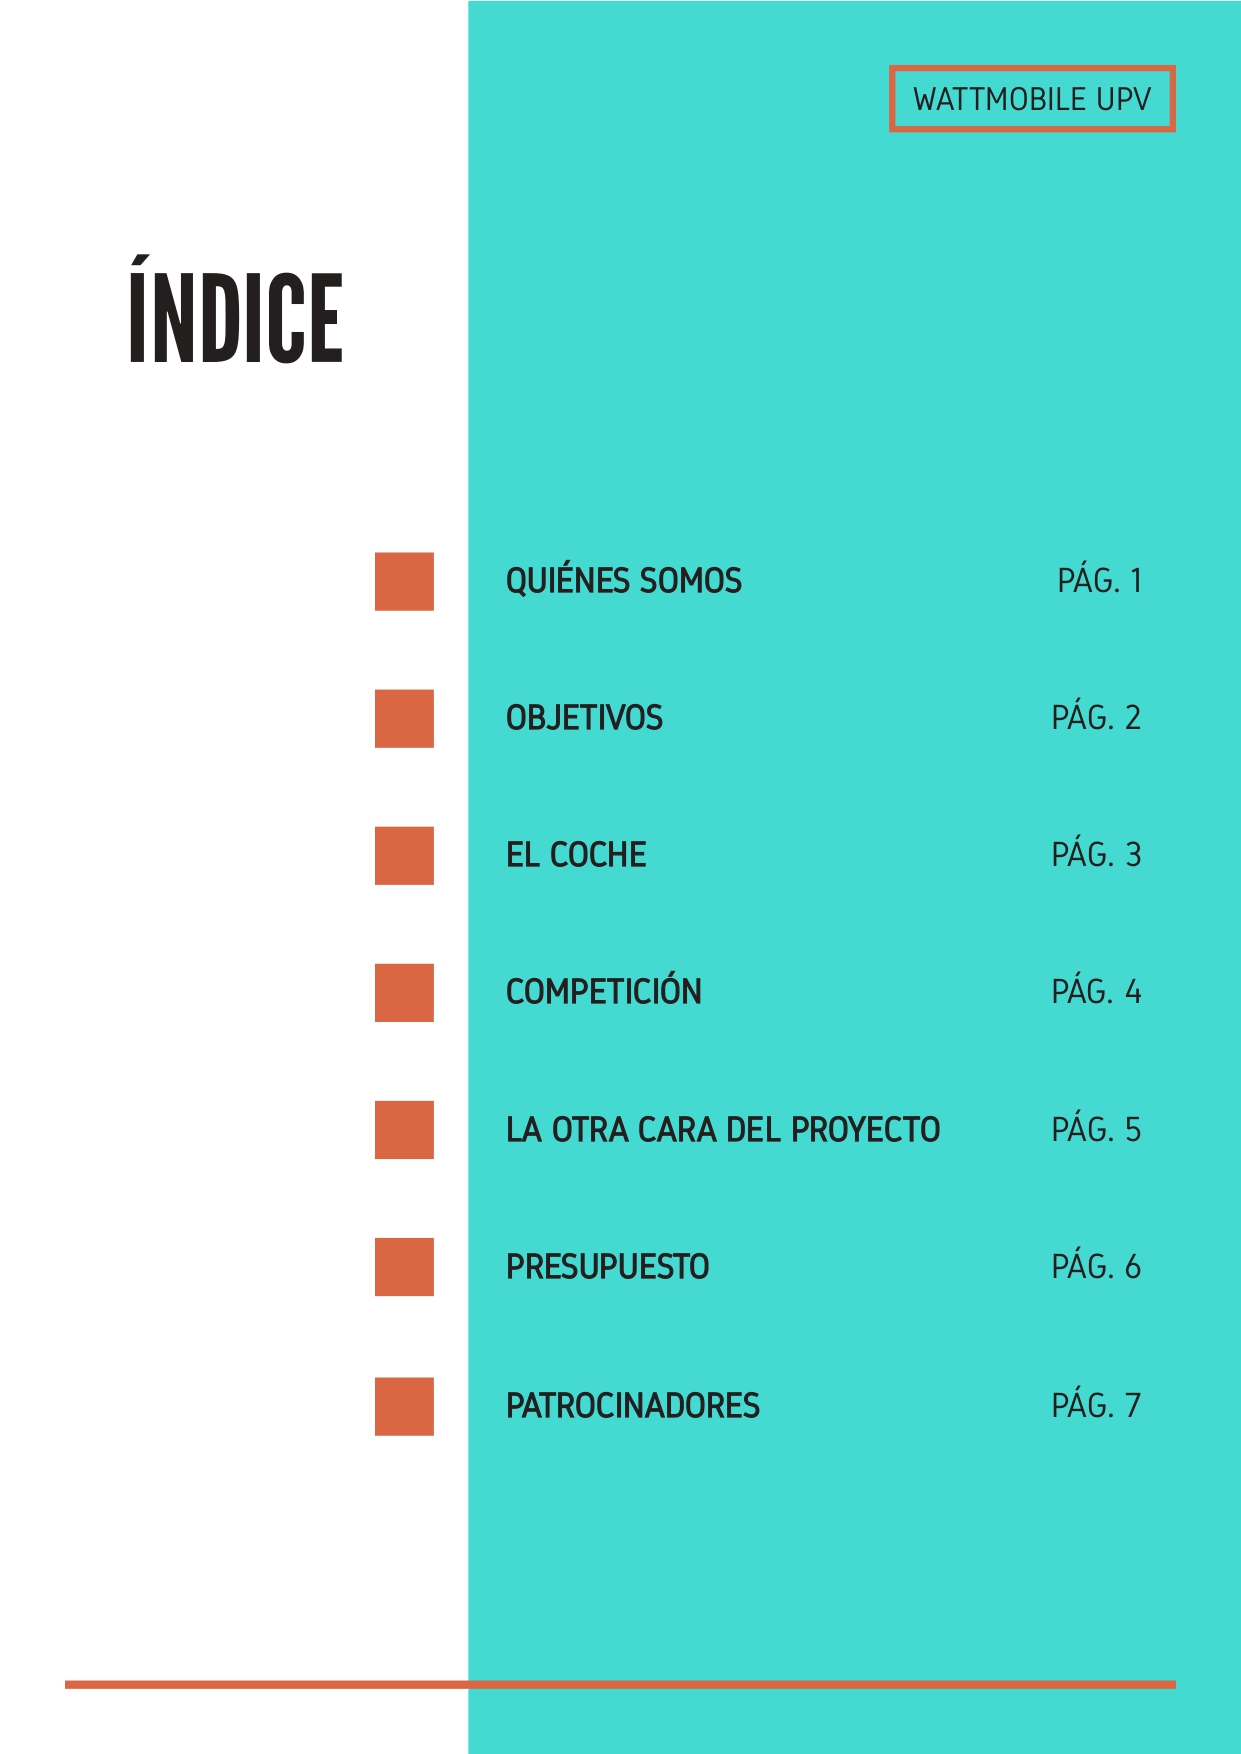 WATTMOBILE UPV
ÍNDICE
QUIÉNES SOMOS PÁG. 1
OBJETIVOS PÁG. 2
EL COCHE PÁG. 3
COMPETICIÓN PÁG. 4
LA OTRA CARA DEL PROYECTO PÁG. 5
PRESUPUESTO PÁG. 6
PATROCINADORES PÁG. 7